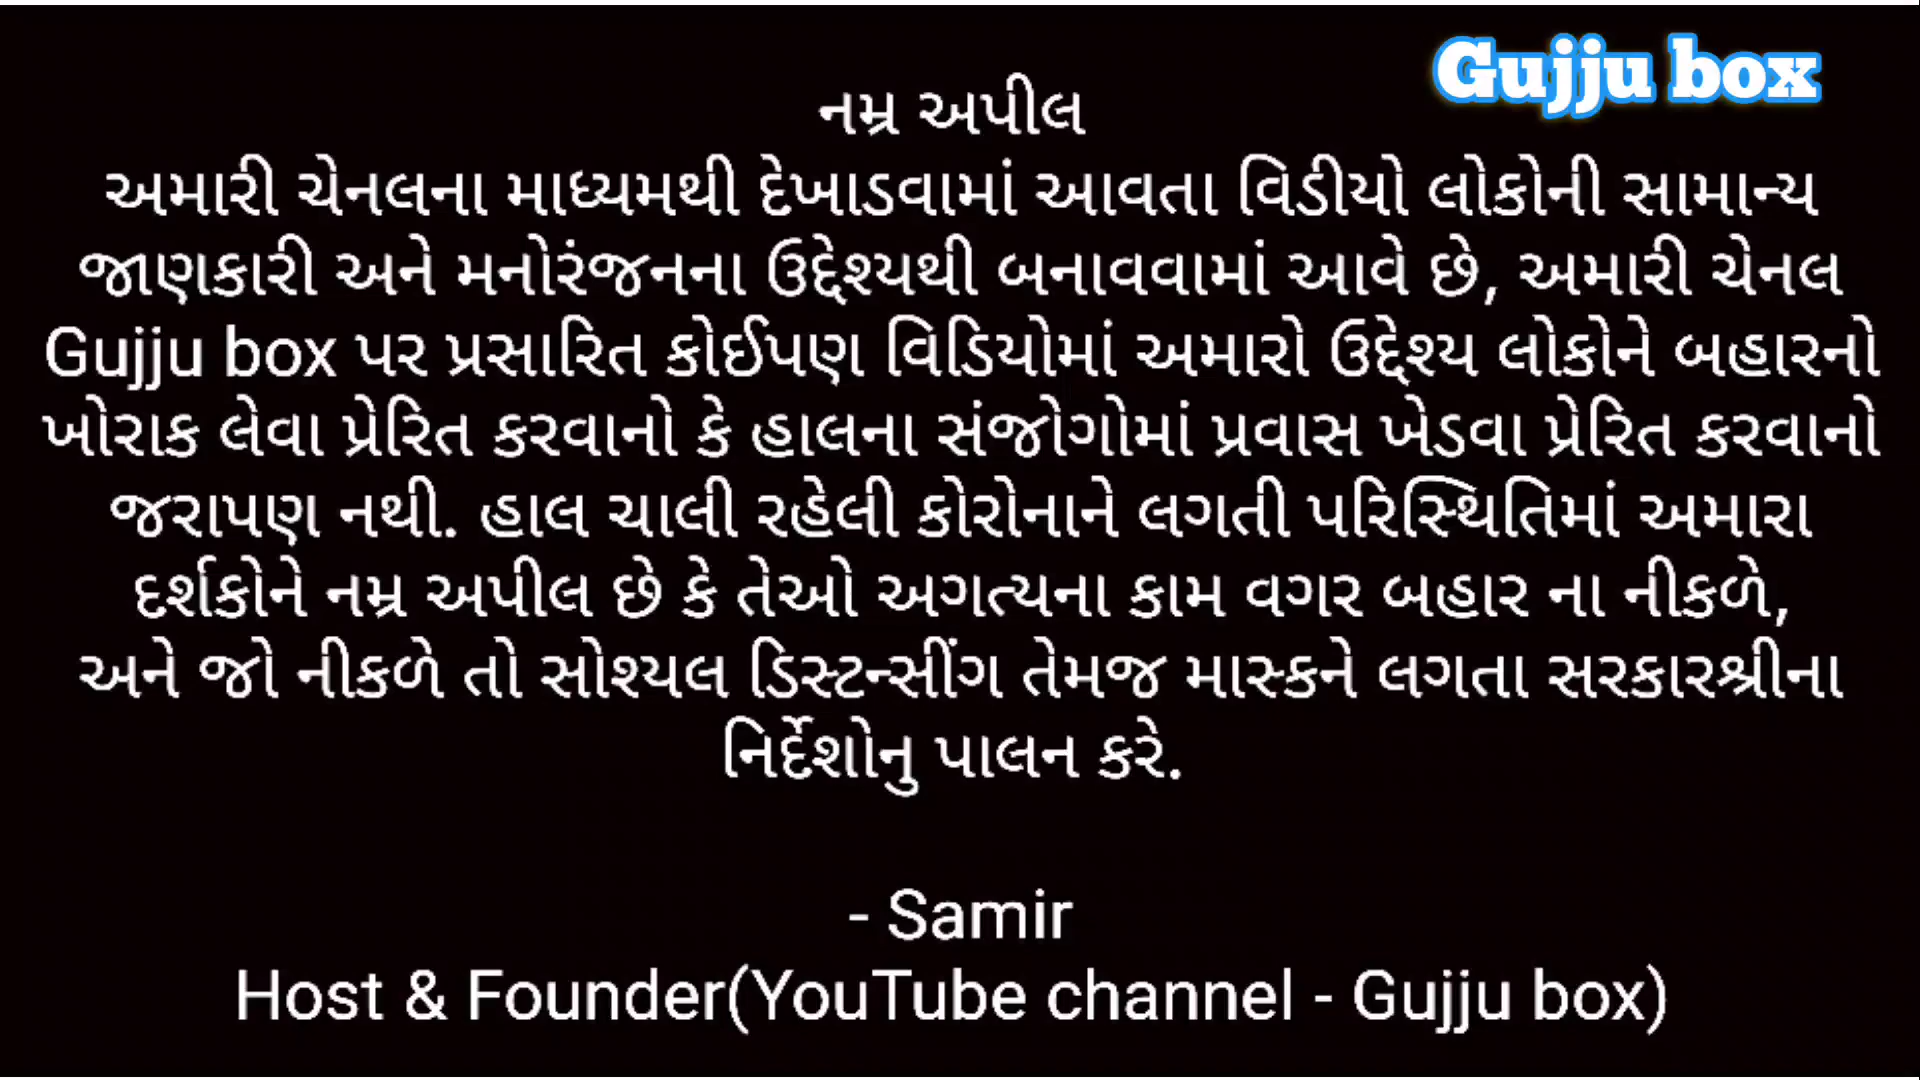 Gujju box
નમ્ર અપીલ
અમારી ચેનલના માધ્યમથી દેખાડવામાં આવતા વિડીયો લોકોની સામાન્ય
જાણકારી અને મનોરંજનના ઉદ્દેશ્યથી બનાવવામાં આવે છે, અમારી ચેનલ
Gujju box પર પ્રસારિત કોઈપણ વિડિયોમાં અમારો ઉદ્દેશ્ય લોકોને બહારનો
ખોરાક લેવા પ્રેરિત કરવાનો કે હાલના સંજોગોમાં પ્રવાસ ખેડવા પ્રેરિત કરવાનો
જરાપણ નથી. હાલ ચાલી રહેલી કોરોનાને લગતી પરિસ્થિતિમાં અમારા
દર્શકોને નમ્ર અપીલ છે કે તેઓ અગત્યના કામ વગર બહાર ના નીકળે,
અને જો નીકળે તો સોશ્યલ ડિસ્ટન્સીંગ તેમજ માસ્કને લગતા સરકારશ્રીના
નિર્દેશોનુ પાલન કરે.
- Samir
Host & Founder(YouTube channel - Gujju box)